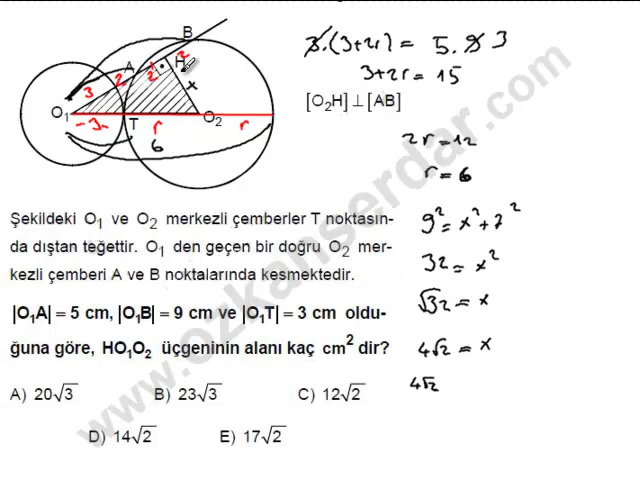 B
A
H
2
2
2
3
x
O1
-3-
T
r
O2
r
6
3.(3+2r) = 5.9 3
3+2r = 15
[O2H] ⊥ [AB]
2r = 12
r = 6
9² = x² + 7²
32 = x²
√32 = x
4√2 = x
4√2
Şekildeki O1 ve O2 merkezli çemberler T noktasın-
da dıştan teğettir. O1 den geçen bir doğru O2 mer-
kezli çemberi A ve B noktalarında kesmektedir.
|O1A| = 5 cm, |O1B| = 9 cm ve |O1T| = 3 cm oldu-
ğuna göre, HO1O2 üçgeninin alanı kaç cm² dir?
A) 20√3 B) 23√3 C) 12√2
D) 14√2 E) 17√2
www.ozkanserdar.com